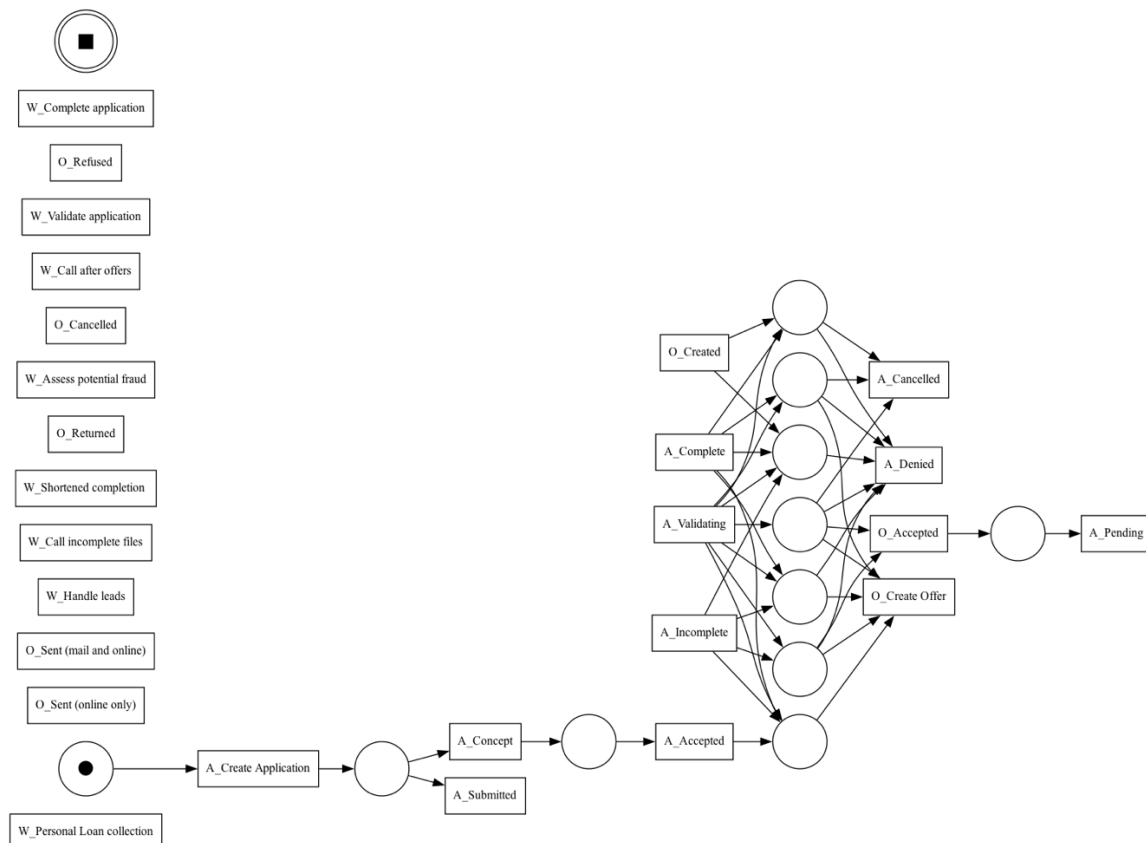 W_Complete application
O_Refused
W_Validate application
W_Call after offers
O_Cancelled
W_Assess potential fraud
O_Returned
W_Shortened completion
W_Call incomplete files
W_Handle leads
O_Sent (mail and online)
O_Sent (online only)
W_Personal Loan collection
A_Create Application
A_Concept
A_Submitted
A_Accepted
O_Created
A_Complete
A_Validating
A_Incomplete
A_Cancelled
A_Denied
O_Accepted
O_Create Offer
A_Pending